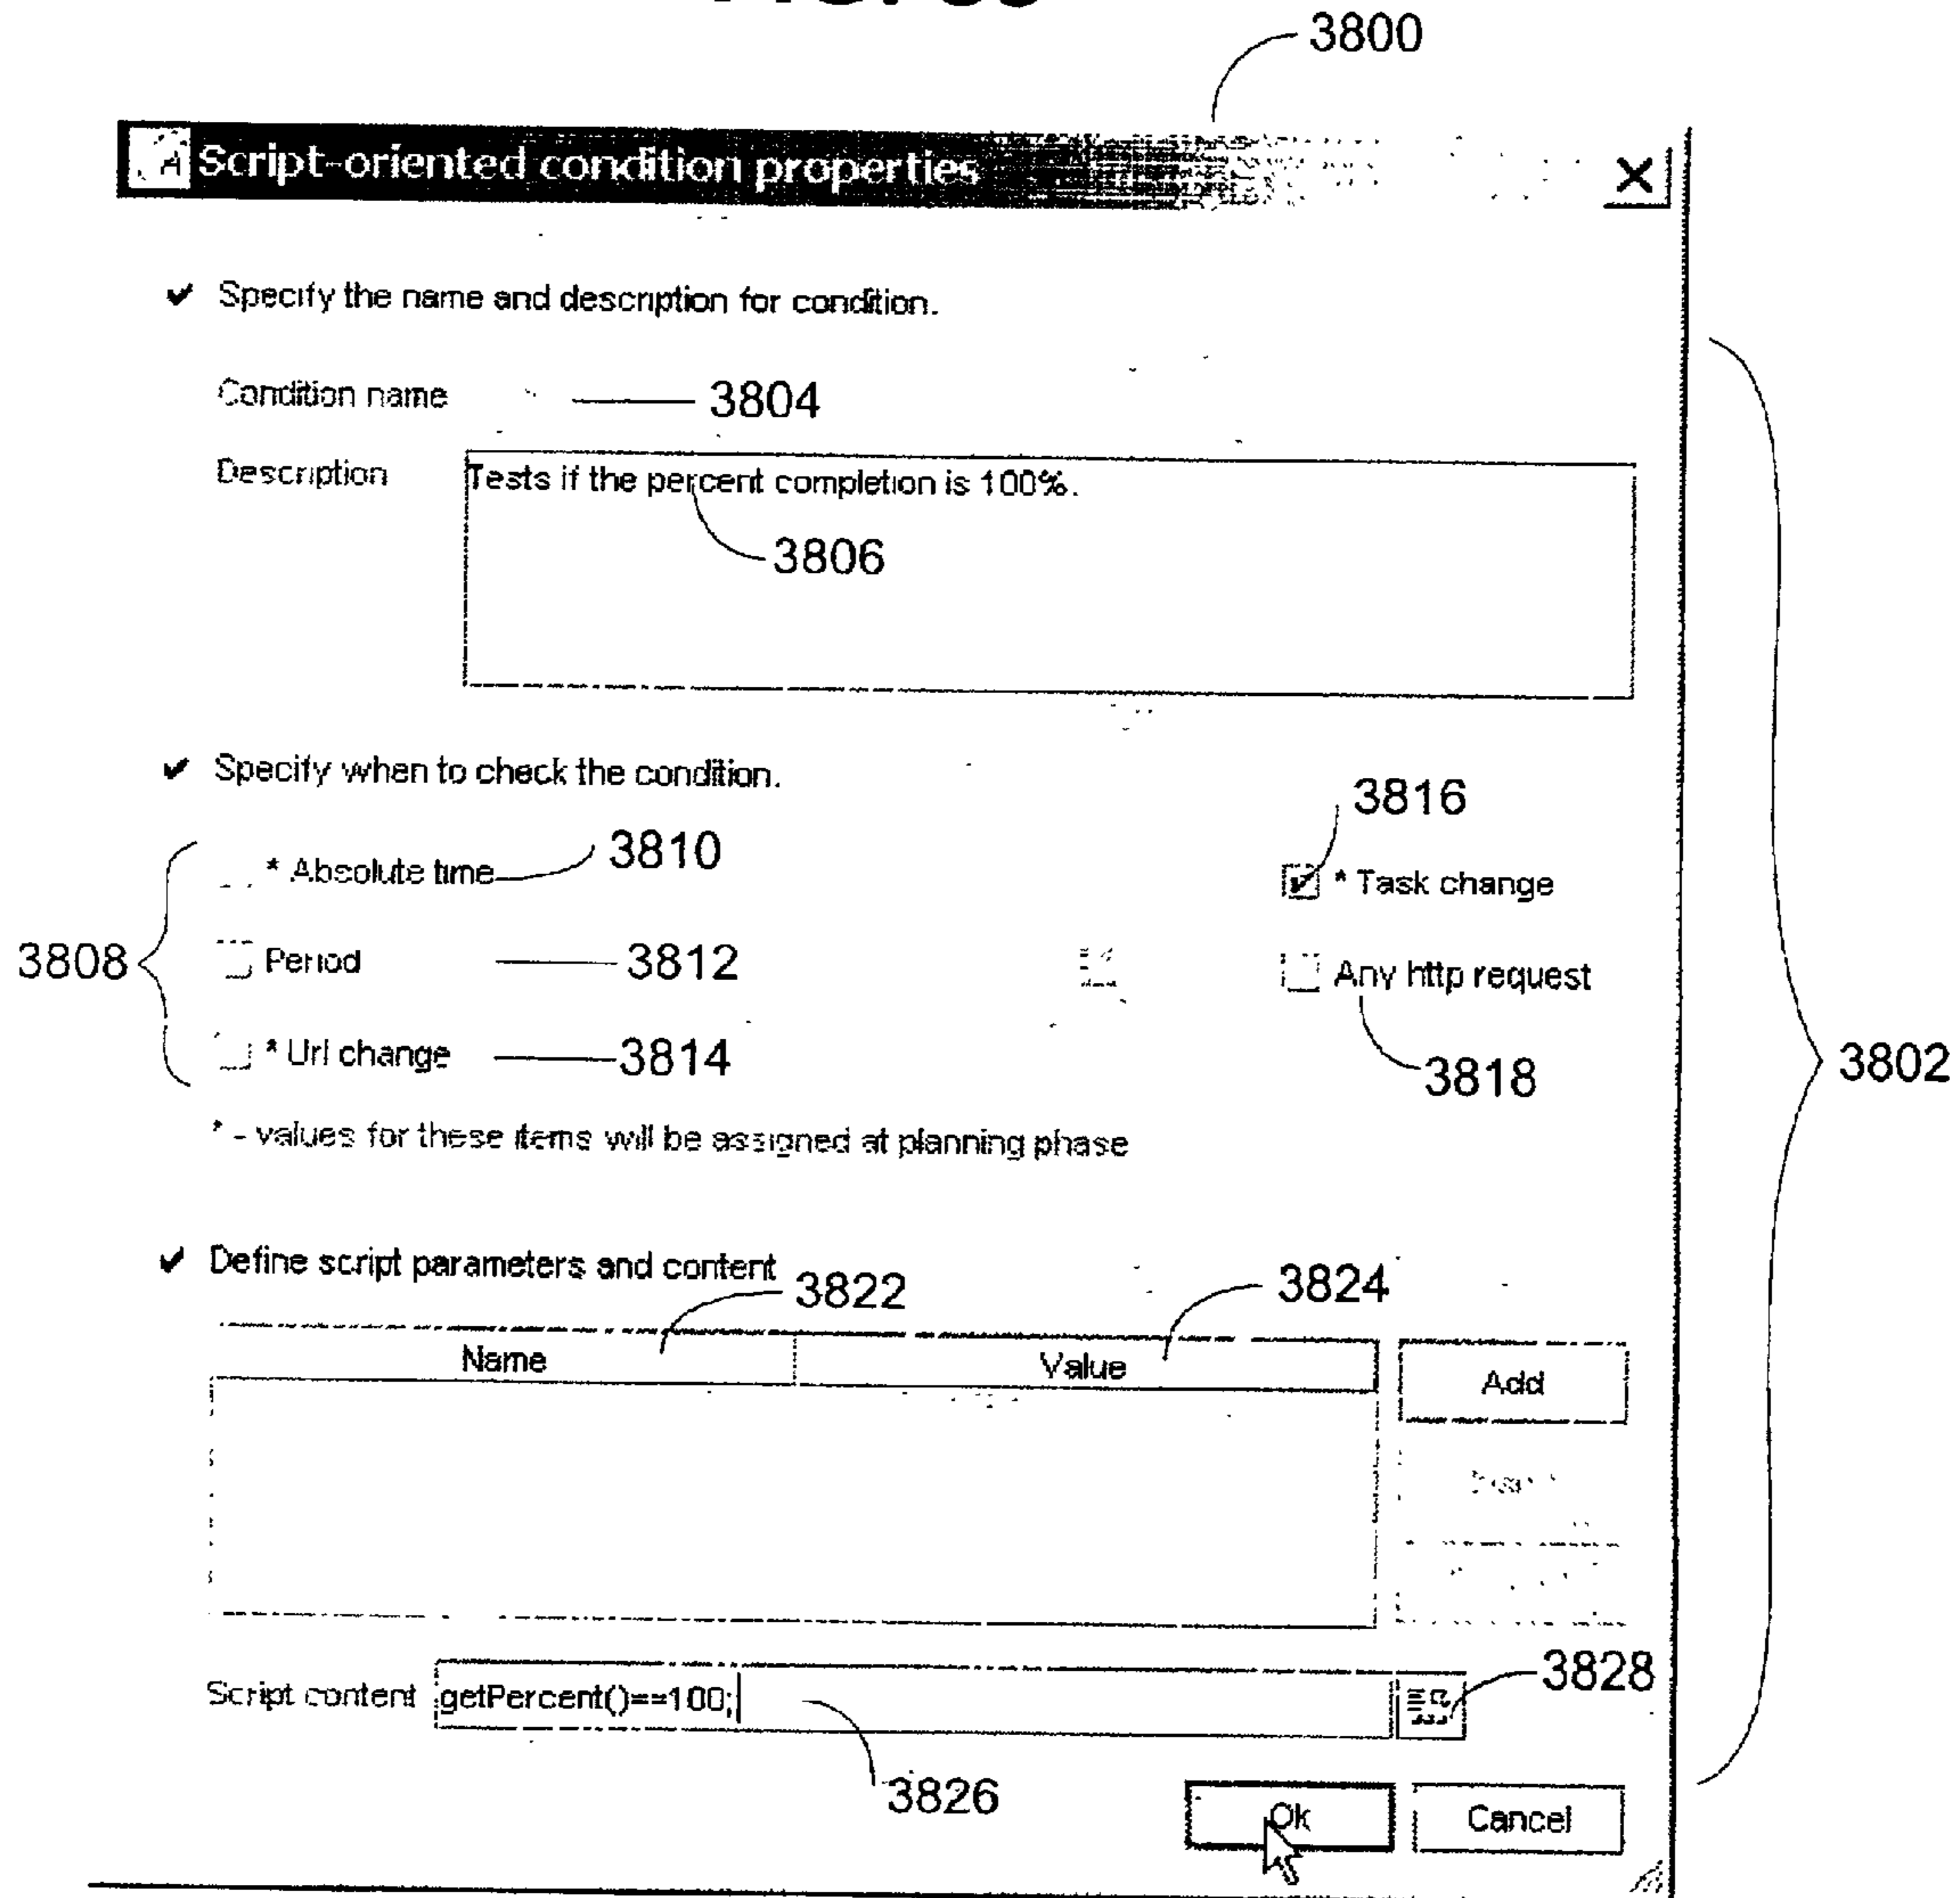 3800
Script-oriented condition properties
Specify the name and description for condition.
Condition name 3804
Description Tests if the percent completion is 100%.
3806
Specify when to check the condition.
3816
* Absolute time 3810 * Task change
3808 Period 3812 Any http request
* Url change 3814 3818
3802
* - values for these items will be assigned at planning phase
Define script parameters and content
3822 3824
Name Value Add
Script content getPercent()==100; 3828
3826
Ok Cancel